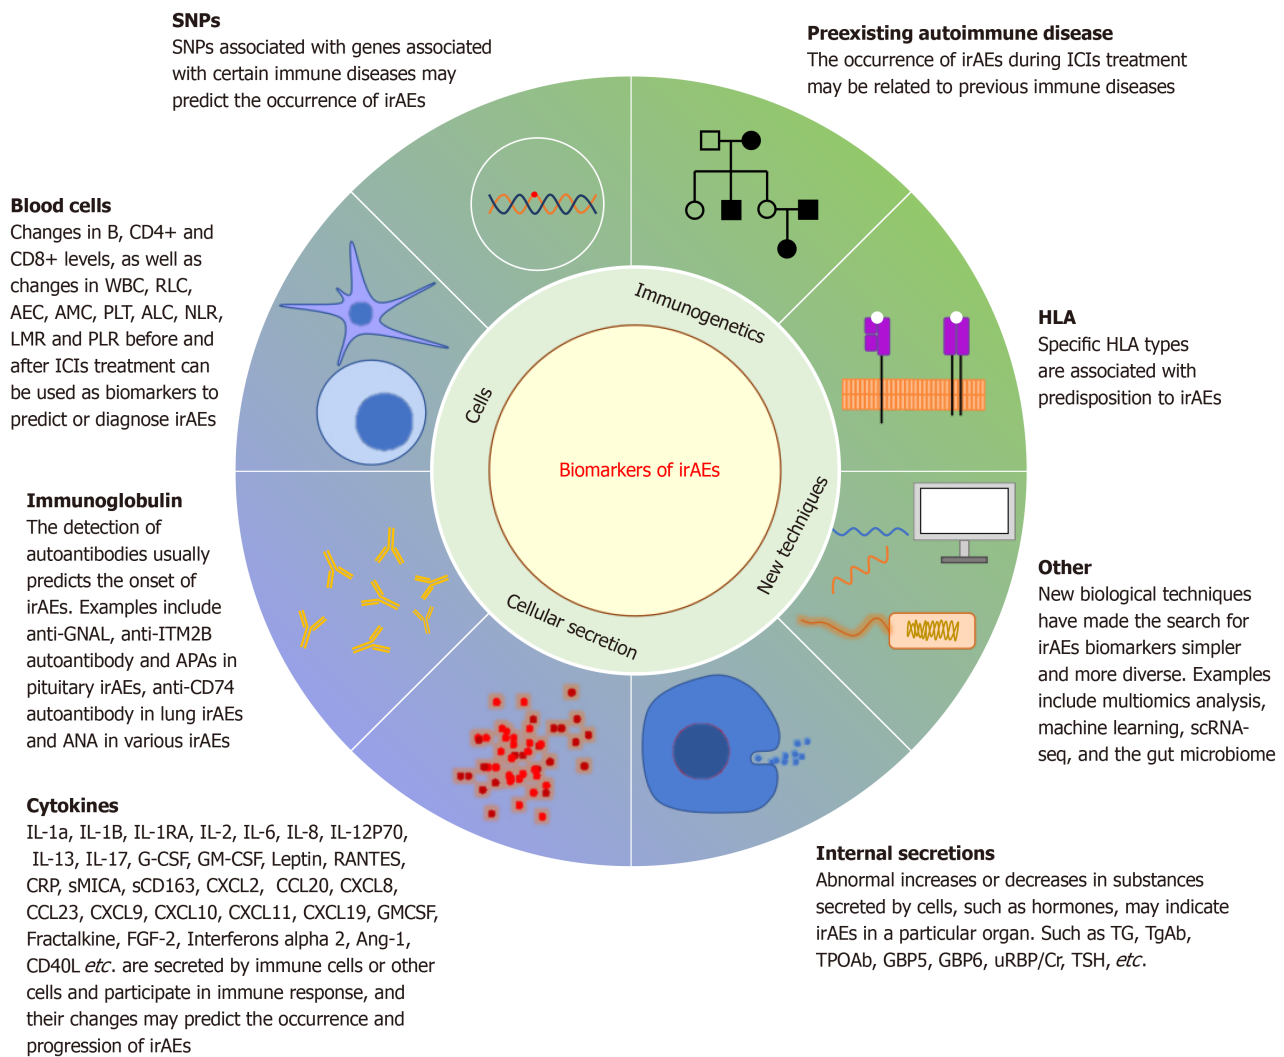 SNPs
SNPs associated with genes associated
with certain immune diseases may
predict the occurrence of irAEs
Preexisting autoimmune disease
The occurrence of irAEs during ICIs treatment
may be related to previous immune diseases
Blood cells
Changes in B, CD4+ and
CD8+ levels, as well as
changes in WBC, RLC,
AEC, AMC, PLT, ALC, NLR,
LMR and PLR before and
after ICIs treatment can
be used as biomarkers to
predict or diagnose irAEs
HLA
Specific HLA types
are associated with
predisposition to irAEs
Immunogenetics
Cells
Biomarkers of irAEs
New techniques
Cellular secretion
Immunoglobulin
The detection of
autoantibodies usually
predicts the onset of
irAEs. Examples include
anti-GNAL, anti-ITM2B
autoantibody and APAs in
pituitary irAEs, anti-CD74
autoantibody in lung irAEs
and ANA in various irAEs
Other
New biological techniques
have made the search for
irAEs biomarkers simpler
and more diverse. Examples
include multiomics analysis,
machine learning, scRNA-
seq, and the gut microbiome
Cytokines
IL-1a, IL-1B, IL-1RA, IL-2, IL-6, IL-8, IL-12P70,
IL-13, IL-17, G-CSF, GM-CSF, Leptin, RANTES,
CRP, sMICA, sCD163, CXCL2, CCL20, CXCL8,
CCL23, CXCL9, CXCL10, CXCL11, CXCL19, GMCSF,
Fractalkine, FGF-2, Interferons alpha 2, Ang-1,
CD40L etc. are secreted by immune cells or other
cells and participate in immune response, and
their changes may predict the occurrence and
progression of irAEs
Internal secretions
Abnormal increases or decreases in substances
secreted by cells, such as hormones, may indicate
irAEs in a particular organ. Such as TG, TgAb,
TPOAb, GBP5, GBP6, uRBP/Cr, TSH, etc.